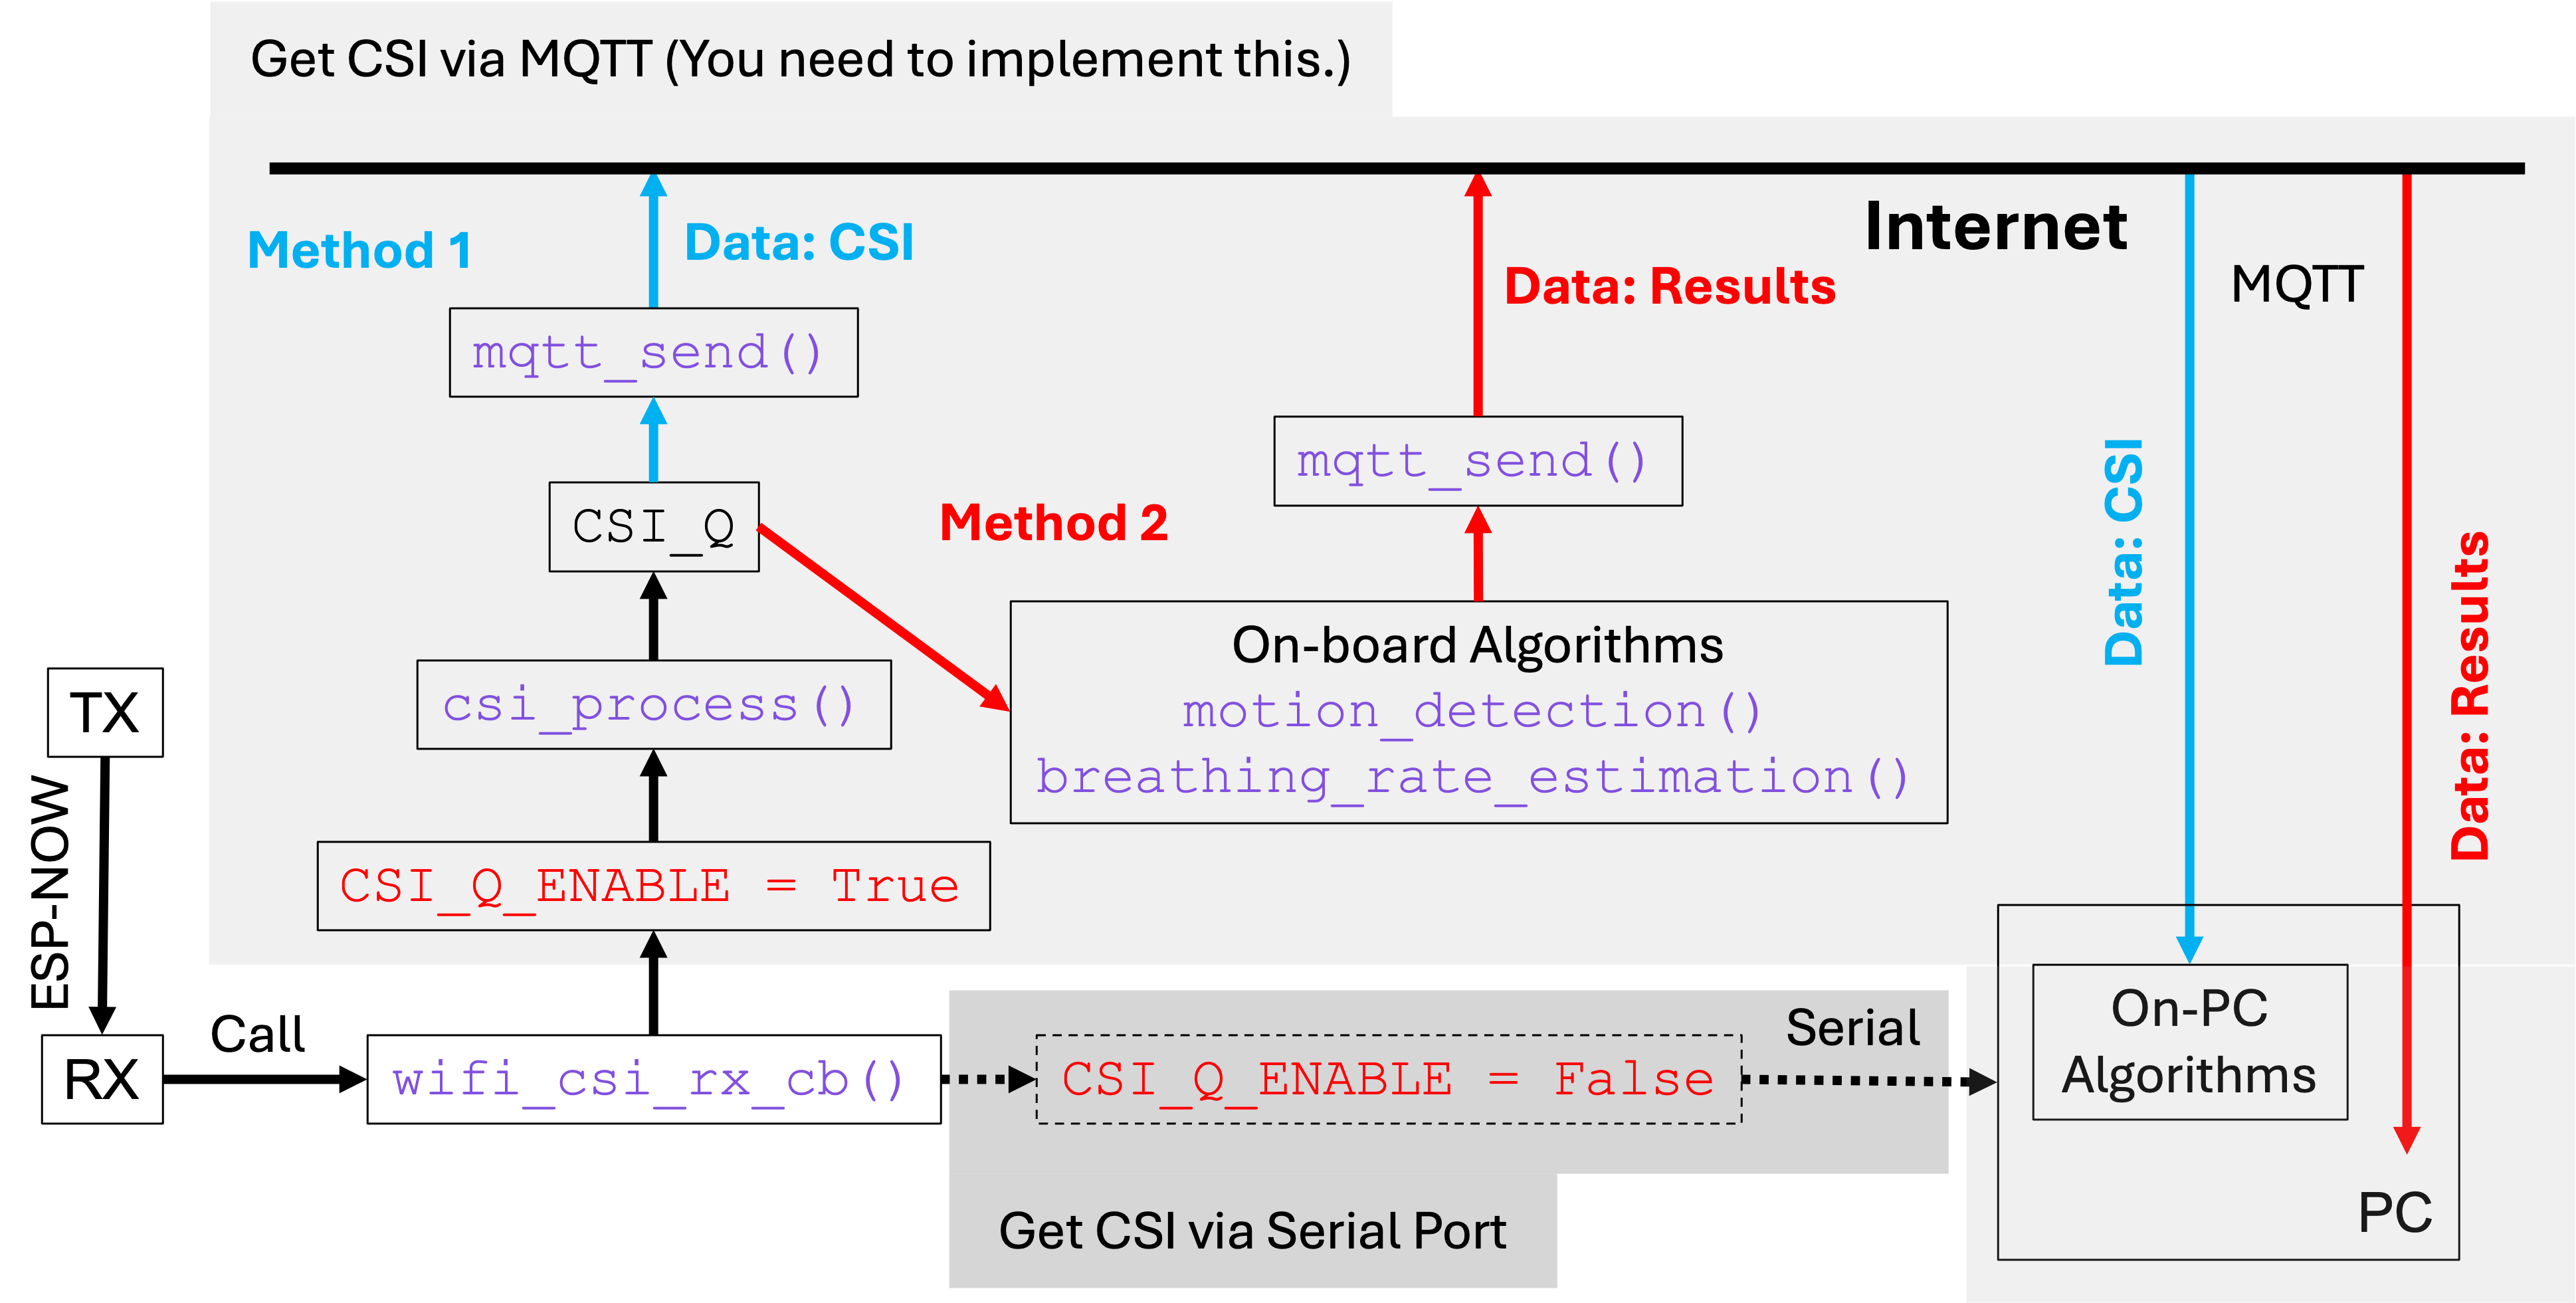 Get CSI via MQTT (You need to implement this.)
Internet
Method 1
Data: CSI
Data: Results
MQTT
mqtt_send()
mqtt_send()
CSI_Q
Method 2
Data: CSI
Data: Results
On-board Algorithms
motion_detection()
breathing_rate_estimation()
csi_process()
TX
ESP-NOW
CSI_Q_ENABLE = True
RX
Call
wifi_csi_rx_cb()
CSI_Q_ENABLE = False
Serial
On-PC
Algorithms
PC
Get CSI via Serial Port